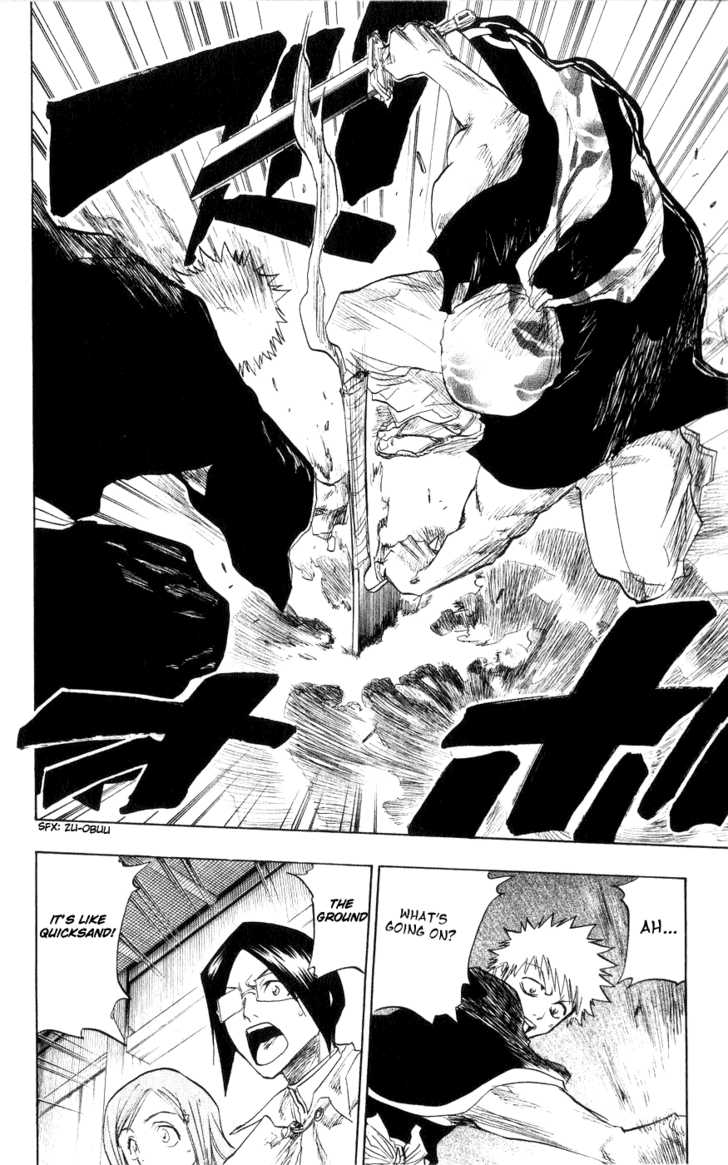 SFX: ZU-OBUU
AH...
WHAT'S
GOING ON?
THE
GROUND
IT'S LIKE
QUICKSAND!